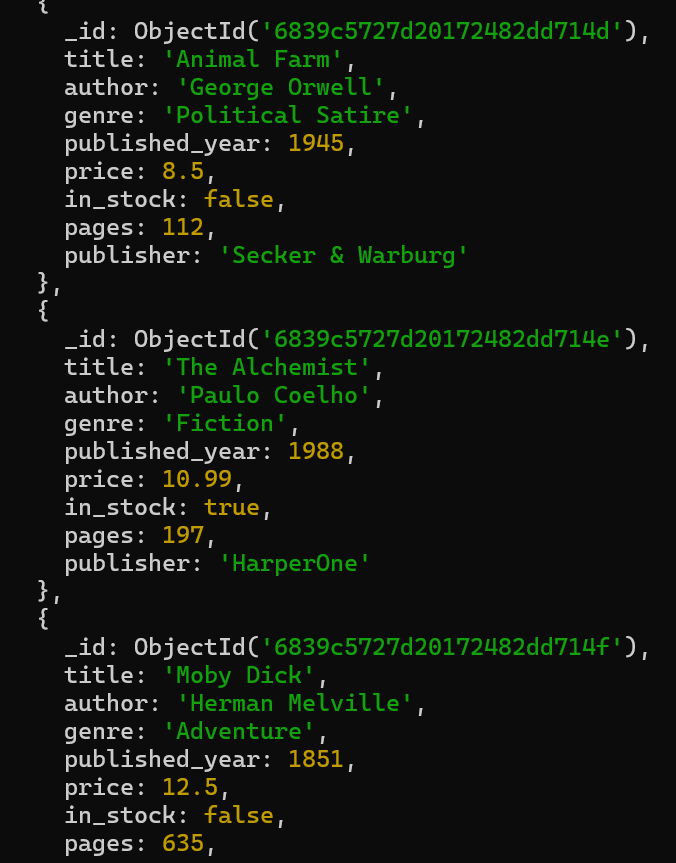 {
_id: ObjectId('6839c5727d20172482dd714d'),
title: 'Animal Farm',
author: 'George Orwell',
genre: 'Political Satire',
published_year: 1945,
price: 8.5,
in_stock: false,
pages: 112,
publisher: 'Secker & Warburg'
},
{
_id: ObjectId('6839c5727d20172482dd714e'),
title: 'The Alchemist',
author: 'Paulo Coelho',
genre: 'Fiction',
published_year: 1988,
price: 10.99,
in_stock: true,
pages: 197,
publisher: 'HarperOne'
},
{
_id: ObjectId('6839c5727d20172482dd714f'),
title: 'Moby Dick',
author: 'Herman Melville',
genre: 'Adventure',
published_year: 1851,
price: 12.5,
in_stock: false,
pages: 635,